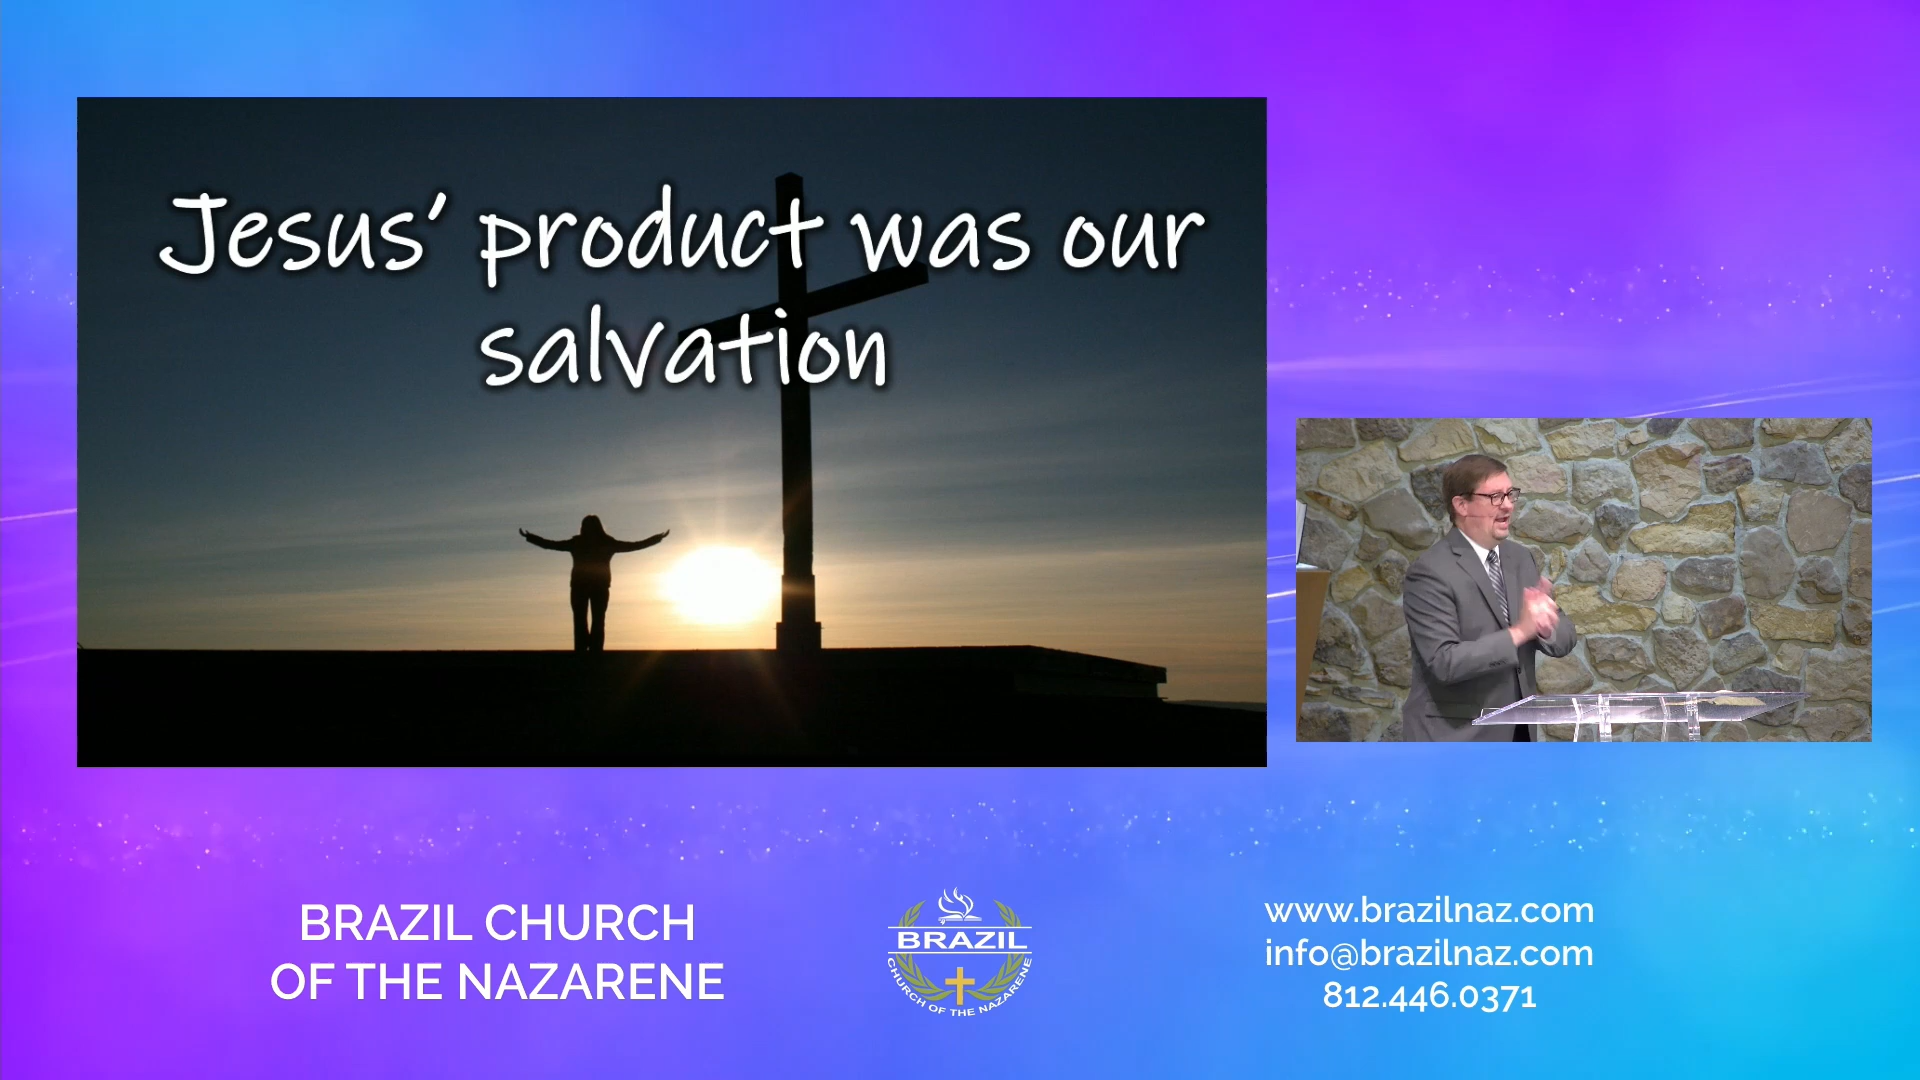 Jesus’ product was our
salvation
BRAZIL CHURCH
OF THE NAZARENE
BRAZIL
CHURCH OF THE NAZARENE
www.brazilnaz.com
info@brazilnaz.com
812.446.0371